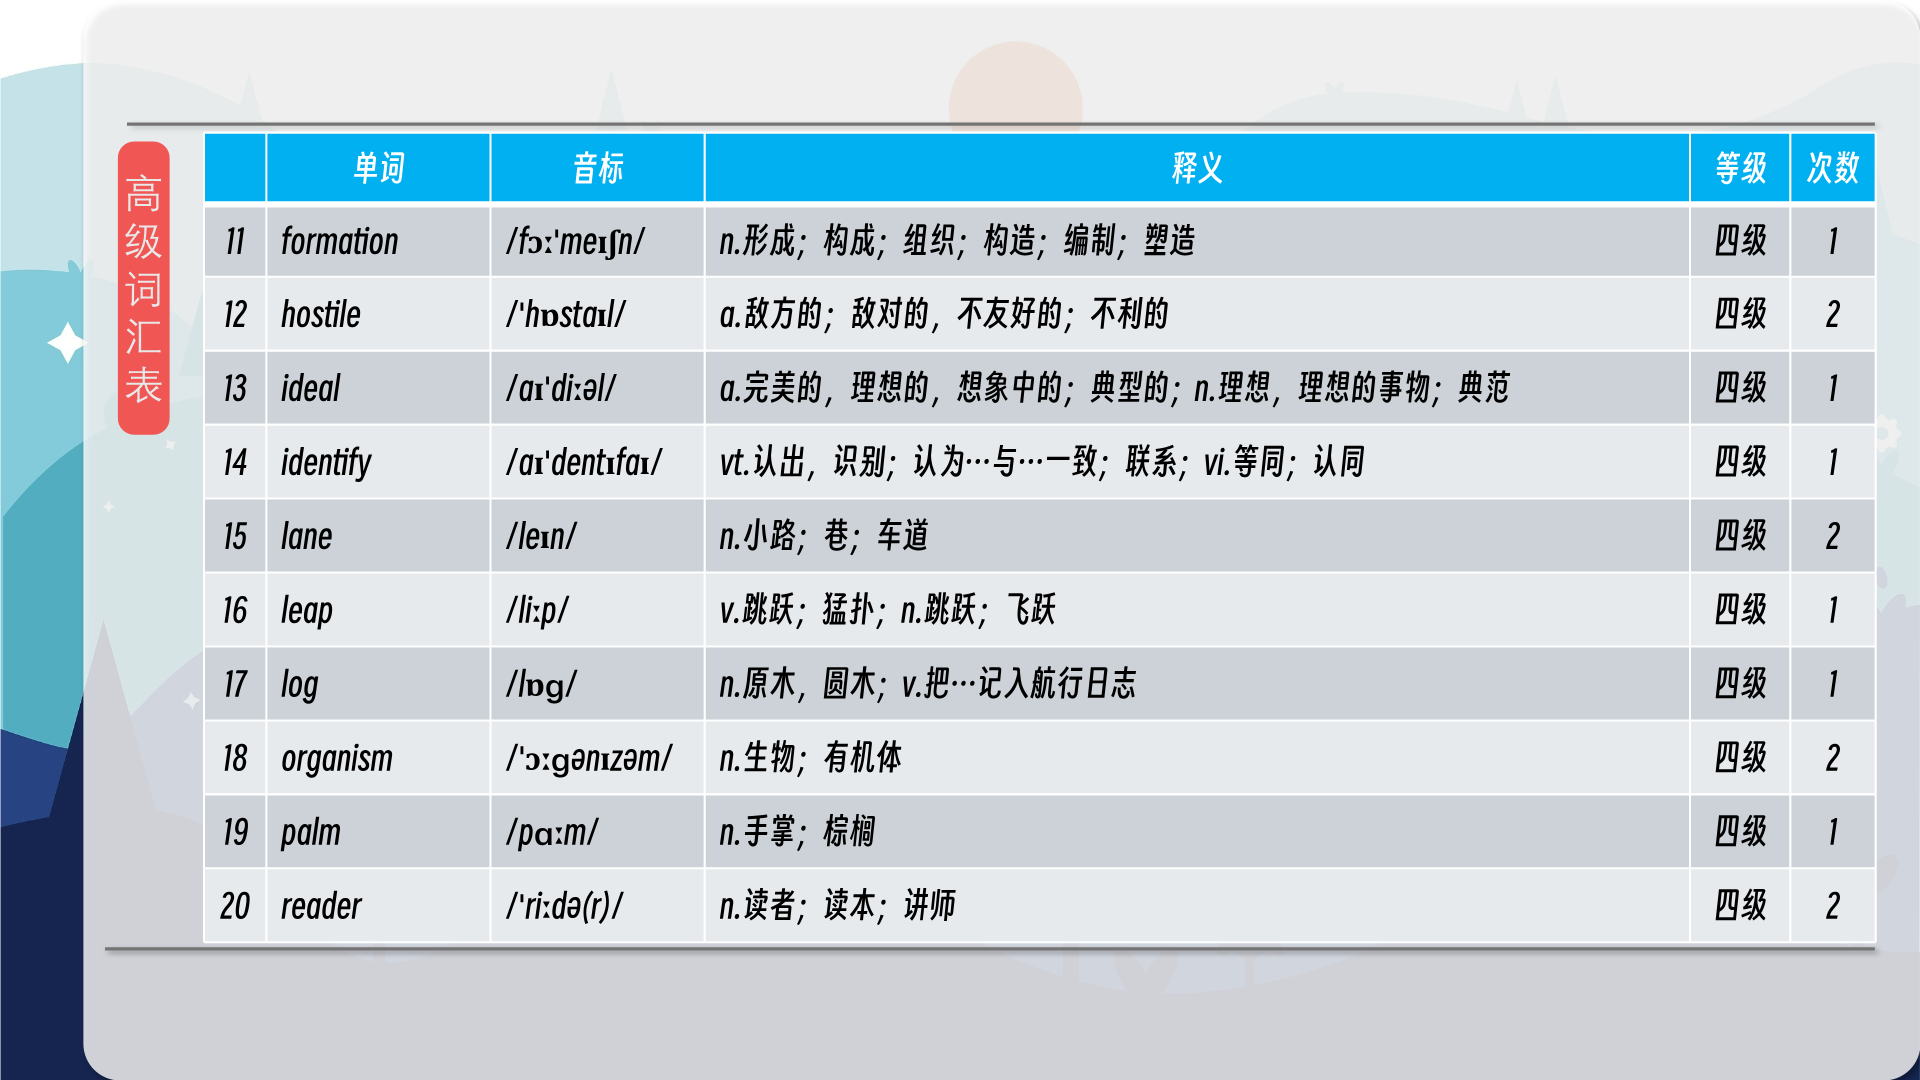 高级词汇表
单词 音标 释义 等级 次数
11 formation /fɔː'meɪʃn/ n.形成；构成；组织；构造；编制；塑造 四级 1
12 hostile /'hɒstaɪl/ a.敌方的；敌对的，不友好的；不利的 四级 2
13 ideal /aɪ'diːəl/ a.完美的，理想的，想象中的；典型的；n.理想，理想的事物；典范 四级 1
14 identify /aɪ'dentɪfaɪ/ vt.认出，识别；认为…与…一致；联系；vi.等同；认同 四级 1
15 lane /leɪn/ n.小路；巷；车道 四级 2
16 leap /liːp/ v.跳跃；猛扑；n.跳跃；飞跃 四级 1
17 log /lɒg/ n.原木，圆木；v.把…记入航行日志 四级 1
18 organism /'ɔːgənɪzəm/ n.生物；有机体 四级 2
19 palm /pɑːm/ n.手掌；棕榈 四级 1
20 reader /'riːdə(r)/ n.读者；读本；讲师 四级 2